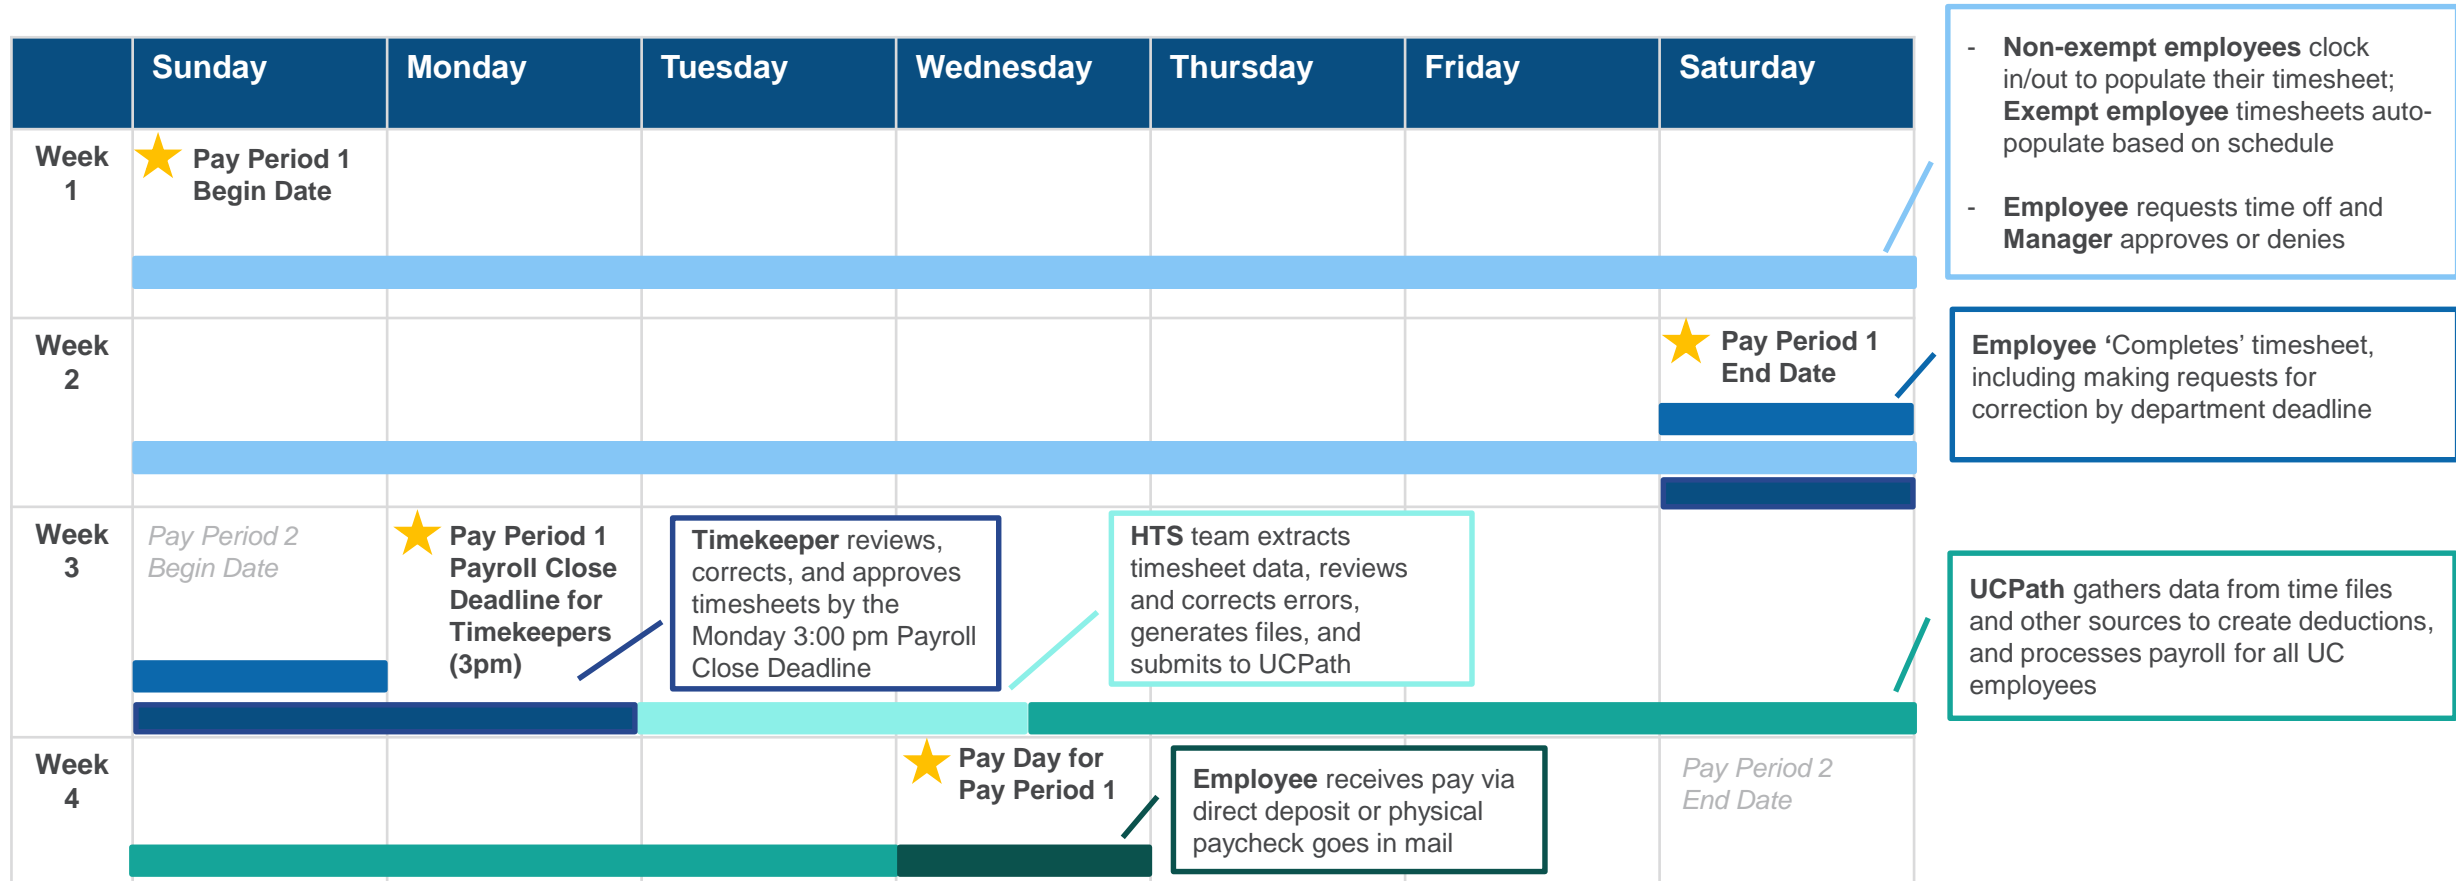 Sunday
Monday
Tuesday
Wednesday
Thursday
Friday
Saturday
- Non-exempt employees clock
in/out to populate their timesheet;
Exempt employee timesheets auto-
populate based on schedule
- Employee requests time off and
Manager approves or denies
Week
1
Pay Period 1
Begin Date
Week
2
Pay Period 1
End Date
Employee ‘Completes’ timesheet,
including making requests for
correction by department deadline
Week
3
Pay Period 2
Begin Date
Pay Period 1
Payroll Close
Deadline for
Timekeepers
(3pm)
Timekeeper reviews,
corrects, and approves
timesheets by the
Monday 3:00 pm Payroll
Close Deadline
HTS team extracts
timesheet data, reviews
and corrects errors,
generates files, and
submits to UCPath
UCPath gathers data from time files
and other sources to create deductions,
and processes payroll for all UC
employees
Week
4
Pay Day for
Pay Period 1
Employee receives pay via
direct deposit or physical
paycheck goes in mail
Pay Period 2
End Date